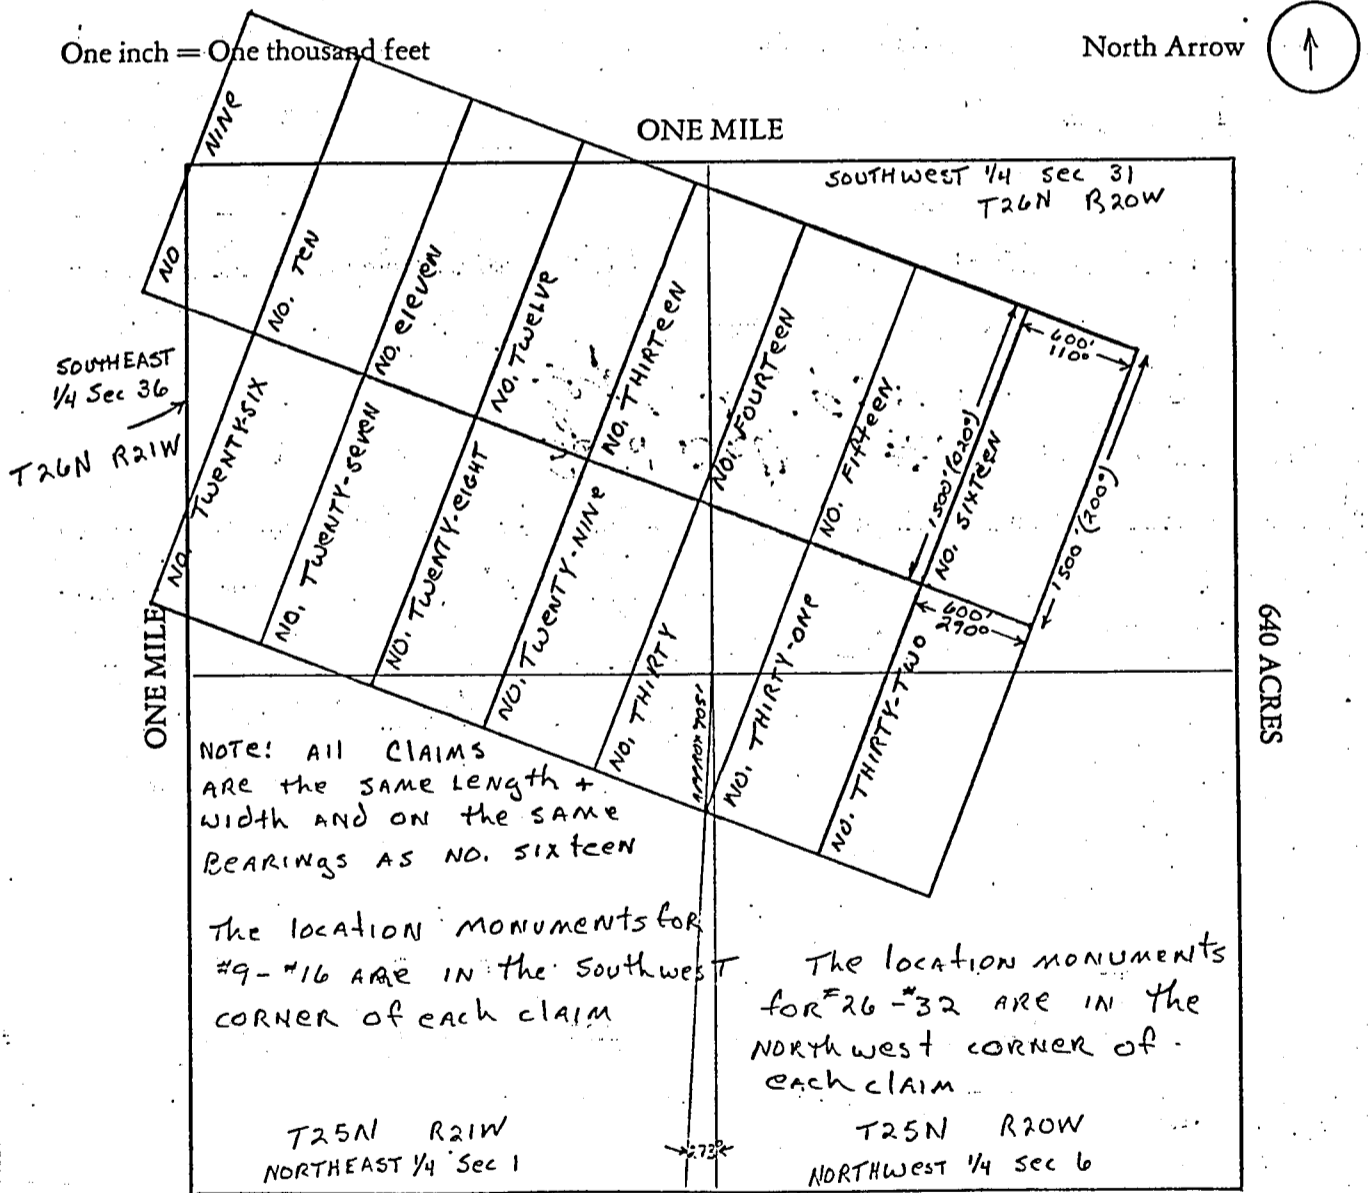 One inch = One thousand feet
North Arrow
ONE MILE
SOUTHWEST 1/4 Sec 31
T26N R20W
NO NINE
NO. TEN
NO. ELEVEN
NO. TWELVE
NO. THIRTEEN
NO. FOURTEEN
NO. FIFTEEN
NO. SIXTEEN
1500' (020°)
600'
110°
1500' (200°)
600'
290°
SOUTHEAST
1/4 Sec 36
T26N R21W
NO. TWENTY-SIX
NO. TWENTY-SEVEN
NO. TWENTY-EIGHT
NO. TWENTY-NINE
NO. THIRTY
NO. THIRTY-ONE
NO. THIRTY-TWO
ONE MILE
640 ACRES
APPROX 705'
NOTE! All CLAIMS
ARE the SAME LENGTH +
WIDTH AND ON the SAME
BEARINGS AS NO. SIXTEEN
The location MONUMENTS FOR
#9 - #16 ARE IN the Southwest
CORNER of each claim
The location MONUMENTS
for #26 - #32 ARE IN the
NORTHwest CORNER of
each claim
T25N R21W
NORTHEAST 1/4 Sec 1
T25N R20W
NORTHWEST 1/4 Sec 6